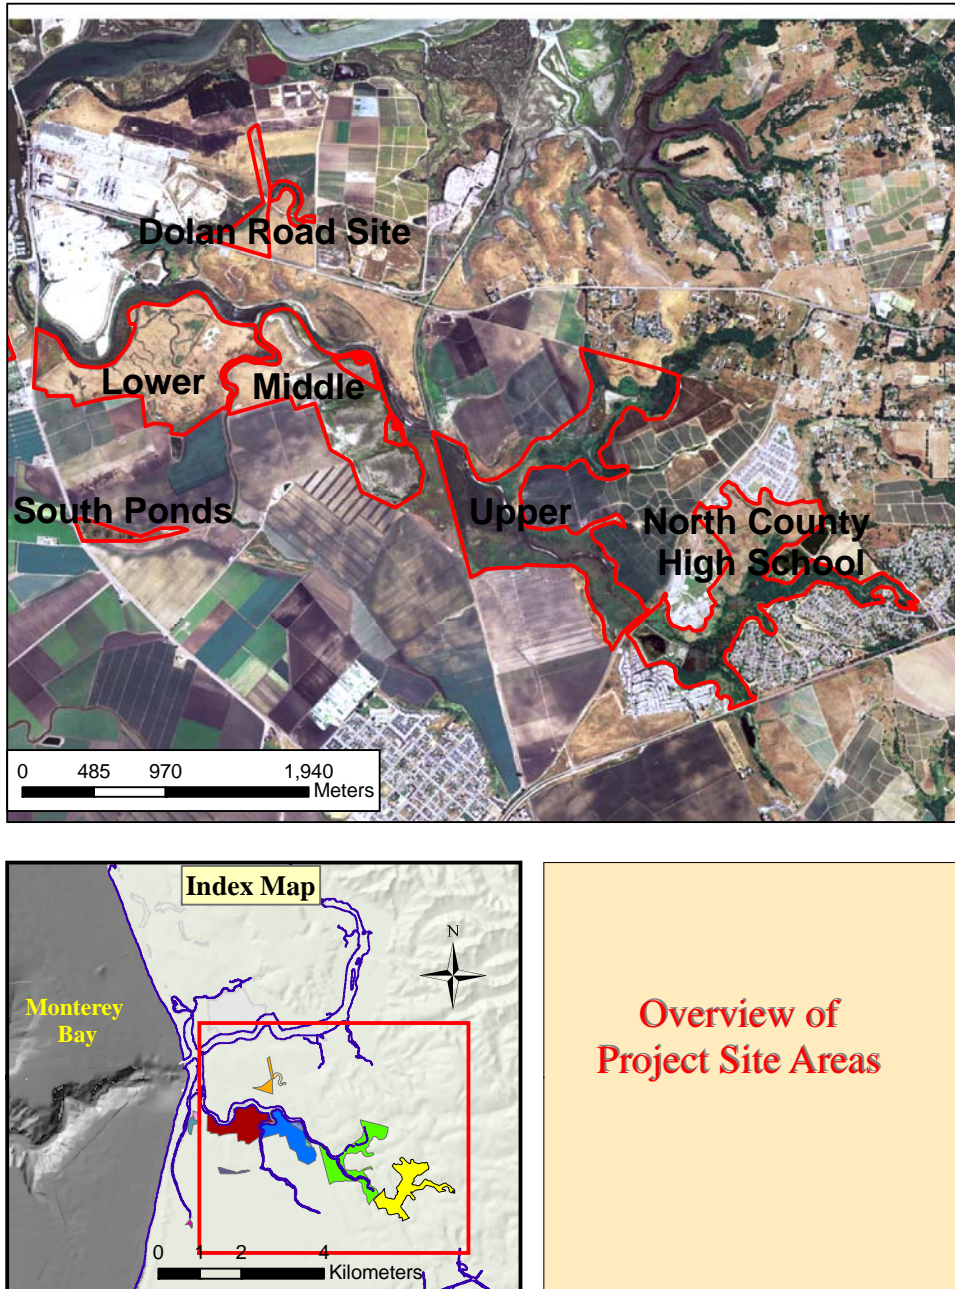 Dolan Road Site
Lower
Middle
South Ponds
Upper
North County
High School
0 485 970 1,940
Meters
Index Map
N
Monterey
Bay
0 1 2 4
Kilometers
Overview of
Project Site Areas